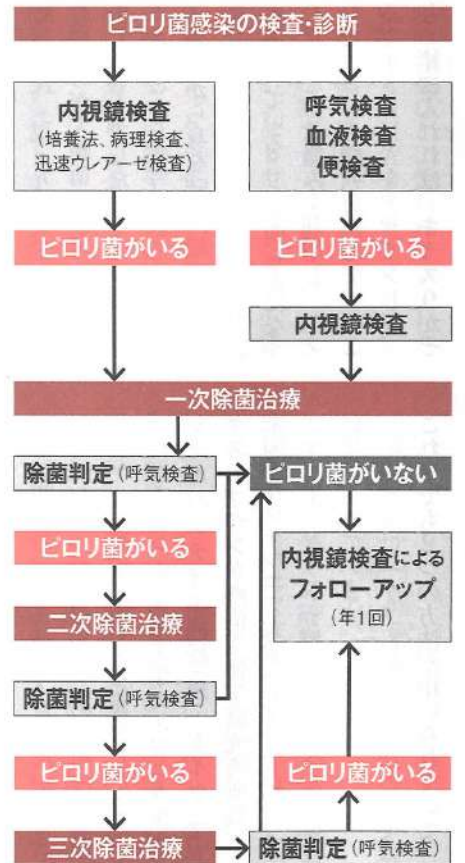 ピロリ菌感染の検査・診断
内視鏡検査
(培養法、病理検査、
迅速ウレアーゼ検査)
呼気検査
血液検査
便検査
ピロリ菌がいる
ピロリ菌がいる
内視鏡検査
一次除菌治療
除菌判定(呼気検査)
ピロリ菌がいない
ピロリ菌がいる
内視鏡検査による
フォローアップ
(年1回)
二次除菌治療
除菌判定(呼気検査)
ピロリ菌がいる
ピロリ菌がいる
三次除菌治療
除菌判定(呼気検査)